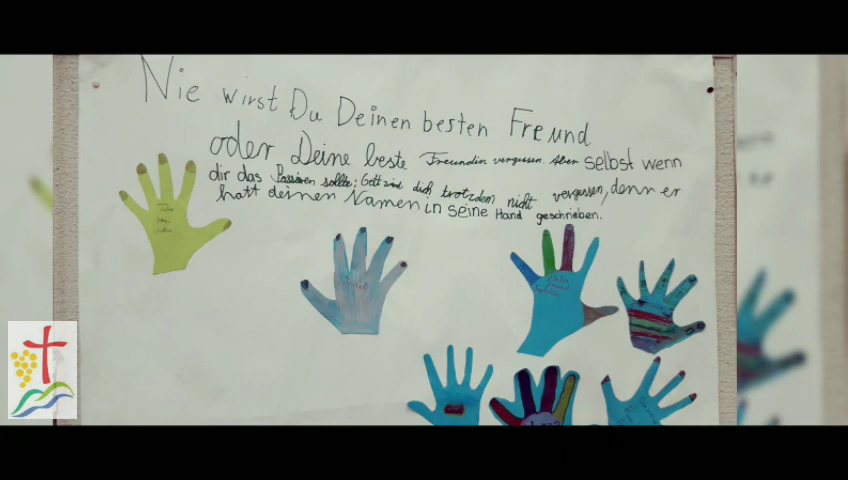 Nie wirst Du Deinen besten Freund
oder Deine beste Freundin vergessen. Aber selbst wenn
dir das Passieren sollte; Gott wird dich trotzdem nicht vergessen, denn er
hatt deinen Namen in seine Hand geschrieben.